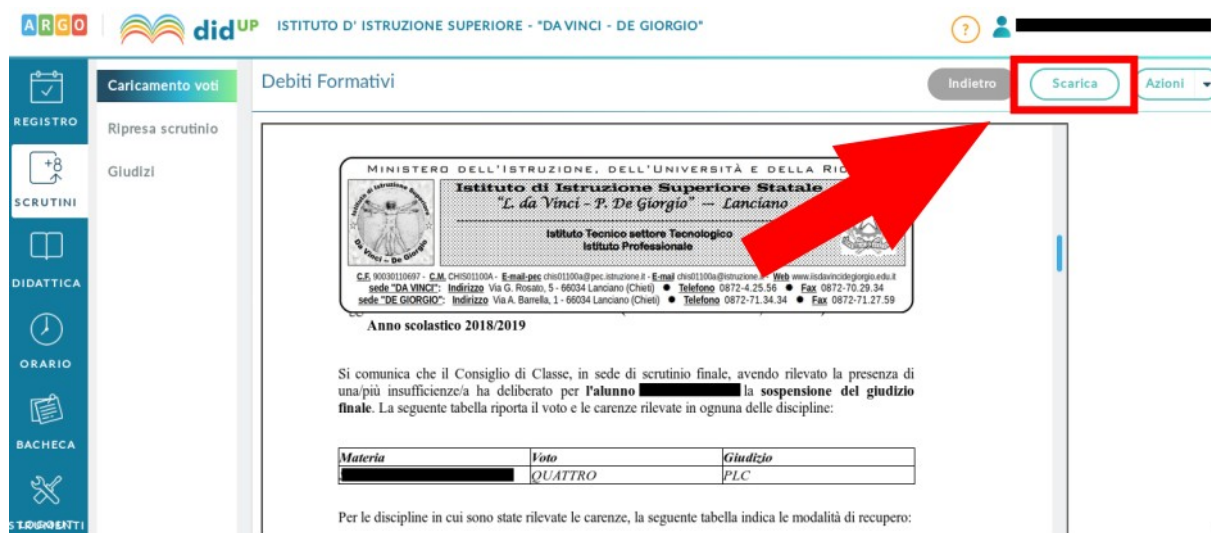 ARGO didUP ISTITUTO D' ISTRUZIONE SUPERIORE - "DA VINCI - DE GIORGIO" ?
REGISTRO
SCRUTINI
+8
DIDATTICA
ORARIO
BACHECA
Caricamento voti
Ripresa scrutinio
Giudizi
Debiti Formativi
Indietro Scarica Azioni
MINISTERO DELL'ISTRUZIONE, DELL'UNIVERSITÀ E DELLA
Istituto di Istruzione Superiore Statale
"L. da Vinci - P. De Giorgio" — Lanciano
Istituto Tecnico settore Tecnologico
Istituto Professionale
Da Vinci - De Giorgio
C.F. 90030110697 - C.M. CHIS01100A - E-mail-pec chis01100a@pec.istruzione.it - E-mail chis01100a@istruzione.it - Web www.iisdavincidegiorgio.edu.it
sede "DA VINCI": Indirizzo Via G. Rosato, 5 - 66034 Lanciano (Chieti) ● Telefono 0872-4.25.56 ● Fax 0872-70.29.34
sede "DE GIORGIO": Indirizzo Via A. Barrella, 1 - 66034 Lanciano (Chieti) ● Telefono 0872-71.34.34 ● Fax 0872-71.27.59
Anno scolastico 2018/2019
Si comunica che il Consiglio di Classe, in sede di scrutinio finale, avendo rilevato la presenza di
una/più insufficienze/a ha deliberato per l'alunno la sospensione del giudizio
finale. La seguente tabella riporta il voto e le carenze rilevate in ognuna delle discipline:
Materia Voto Giudizio
QUATTRO PLC
Per le discipline in cui sono state rilevate le carenze, la seguente tabella indica le modalità di recupero: